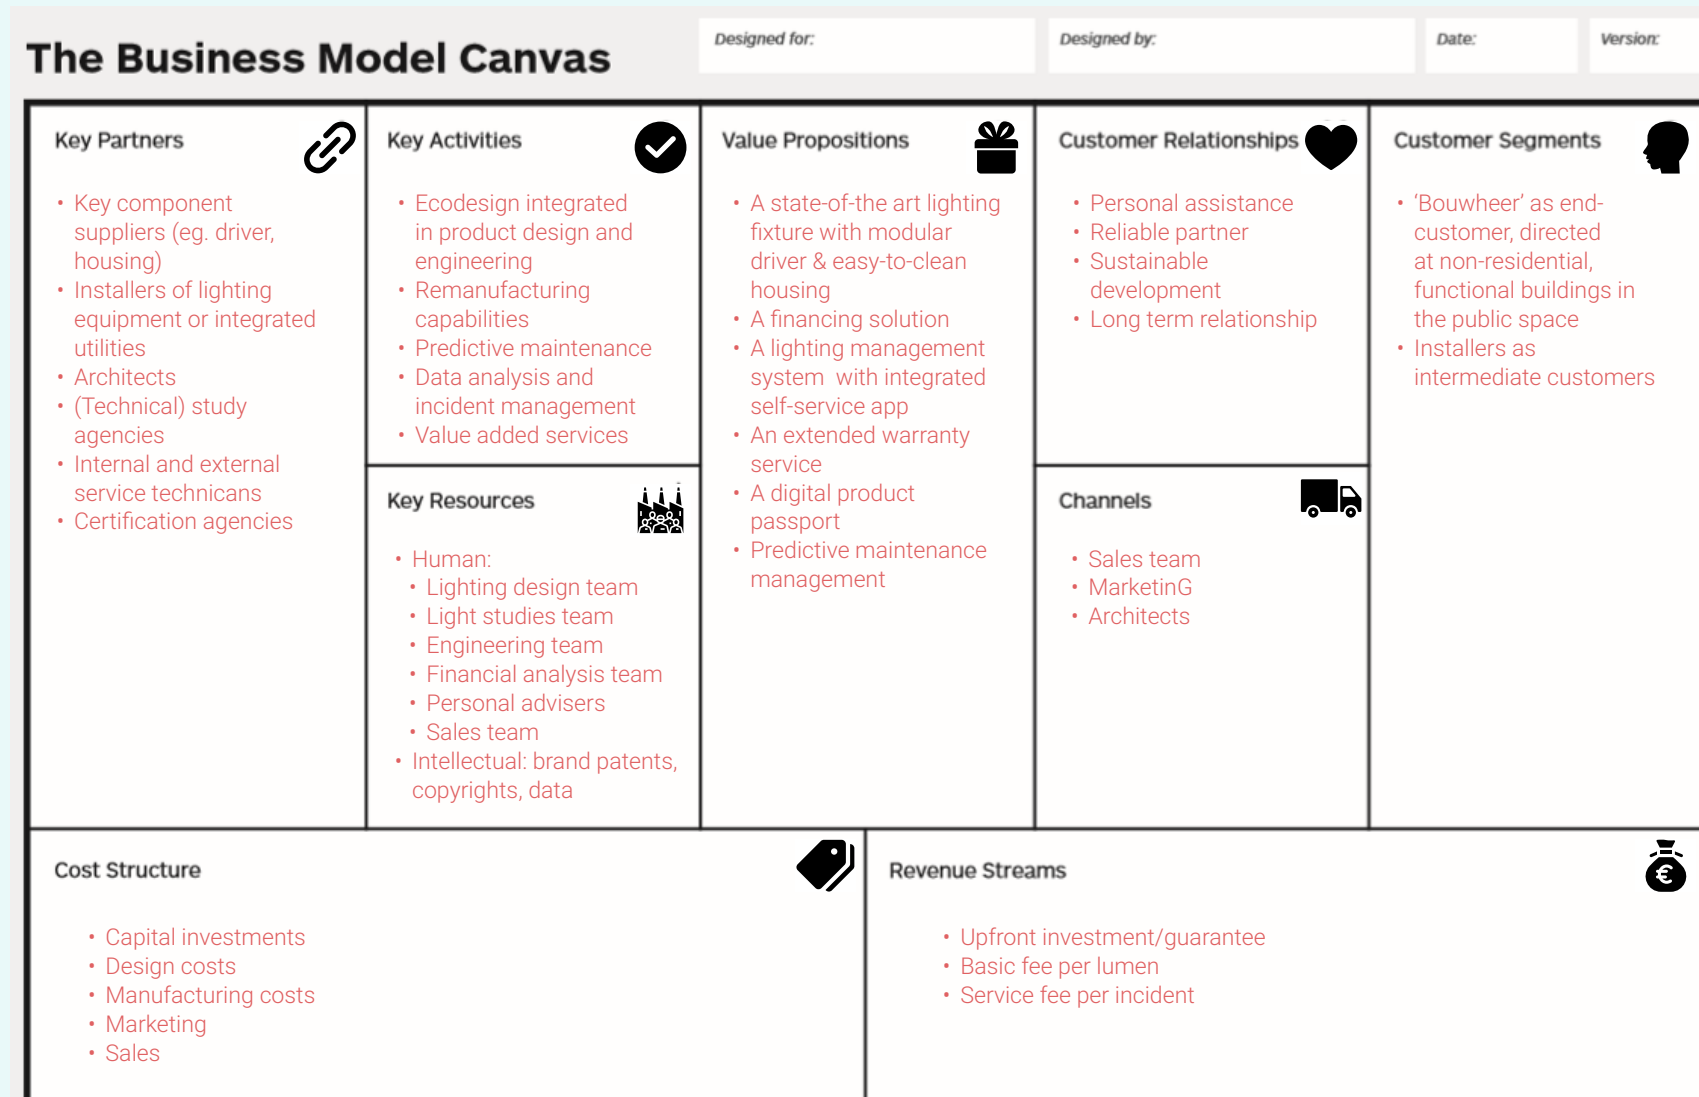 The Business Model Canvas
Designed for:
Designed by:
Date:
Version:
Key Partners
• Key component
suppliers (eg. driver,
housing)
• Installers of lighting
equipment or integrated
utilities
• Architects
• (Technical) study
agencies
• Internal and external
service technicans
• Certification agencies
Key Activities
• Ecodesign integrated
in product design and
engineering
• Remanufacturing
capabilities
• Predictive maintenance
• Data analysis and
incident management
• Value added services
Key Resources
• Human:
• Lighting design team
• Light studies team
• Engineering team
• Financial analysis team
• Personal advisers
• Sales team
• Intellectual: brand patents,
copyrights, data
Value Propositions
• A state-of-the art lighting
fixture with modular
driver & easy-to-clean
housing
• A financing solution
• A lighting management
system with integrated
self-service app
• An extended warranty
service
• A digital product
passport
• Predictive maintenance
management
Customer Relationships
• Personal assistance
• Reliable partner
• Sustainable
development
• Long term relationship
Channels
• Sales team
• MarketinG
• Architects
Customer Segments
• ‘Bouwheer’ as end-
customer, directed
at non-residential,
functional buildings in
the public space
• Installers as
intermediate customers
Cost Structure
• Capital investments
• Design costs
• Manufacturing costs
• Marketing
• Sales
Revenue Streams
€
• Upfront investment/guarantee
• Basic fee per lumen
• Service fee per incident